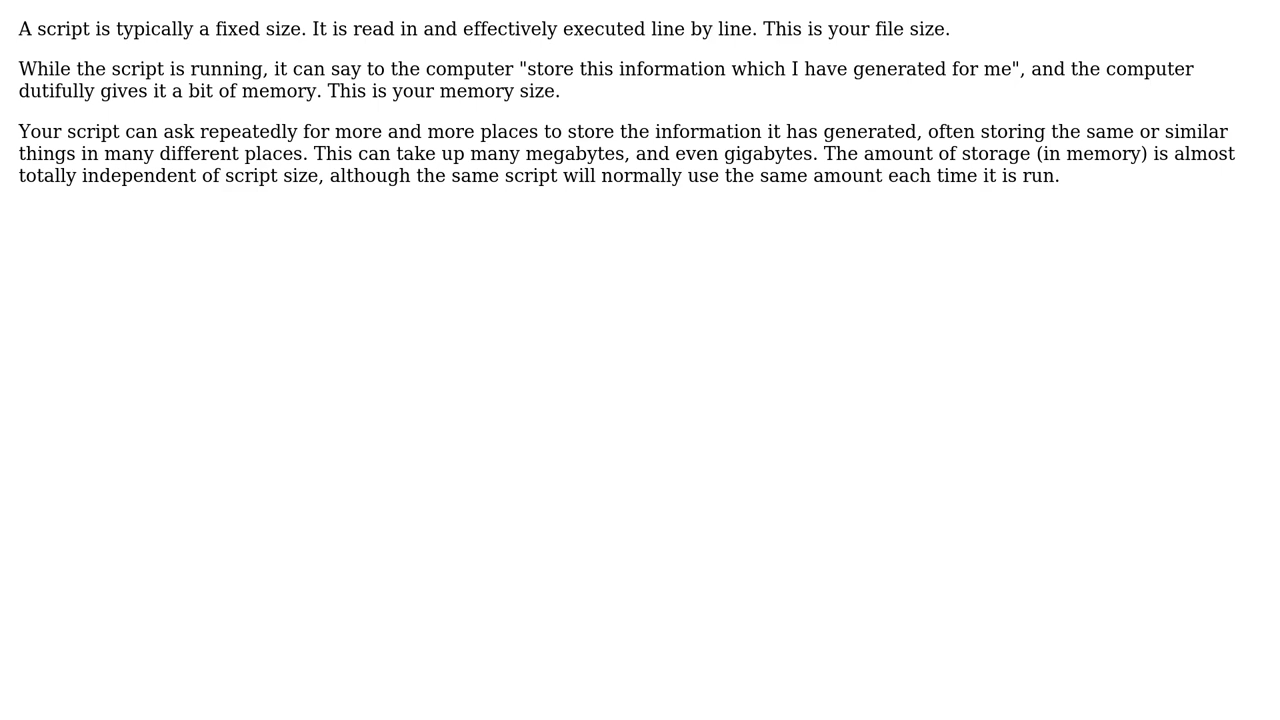 A script is typically a fixed size. It is read in and effectively executed line by line. This is your file size.
While the script is running, it can say to the computer "store this information which I have generated for me", and the computer
dutifully gives it a bit of memory. This is your memory size.
Your script can ask repeatedly for more and more places to store the information it has generated, often storing the same or similar
things in many different places. This can take up many megabytes, and even gigabytes. The amount of storage (in memory) is almost
totally independent of script size, although the same script will normally use the same amount each time it is run.